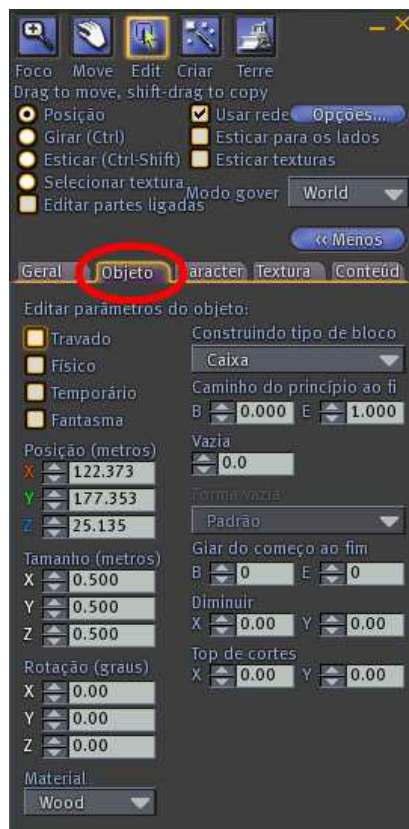 Foco Move Edit Criar Terre
Drag to move, shift-drag to copy
Posição
Usar rede
Opções...
Girar (Ctrl)
Esticar para os lados
Esticar (Ctrl-Shift)
Esticar texturas
Selecionar textura
Modo gover World
Editar partes ligadas
<< Menos
Geral Objeto aracter Textura Conteúd
Editar parâmetros do objeto:
Travado
Físico
Temporário
Fantasma
Posição (metros)
X 122.373
Y 177.353
Z 25.135
Tamanho (metros)
X 0.500
Y 0.500
Z 0.500
Rotação (graus)
X 0.00
Y 0.00
Z 0.00
Material
Wood
Construindo tipo de bloco
Caixa
Caminho do princípio ao fi
B 0.000 E 1.000
Vazia
0.0
Forma vazia
Padrão
Giar do começo ao fim
B 0 E 0
Diminuir
X 0.00 Y 0.00
Top de cortes
X 0.00 Y 0.00